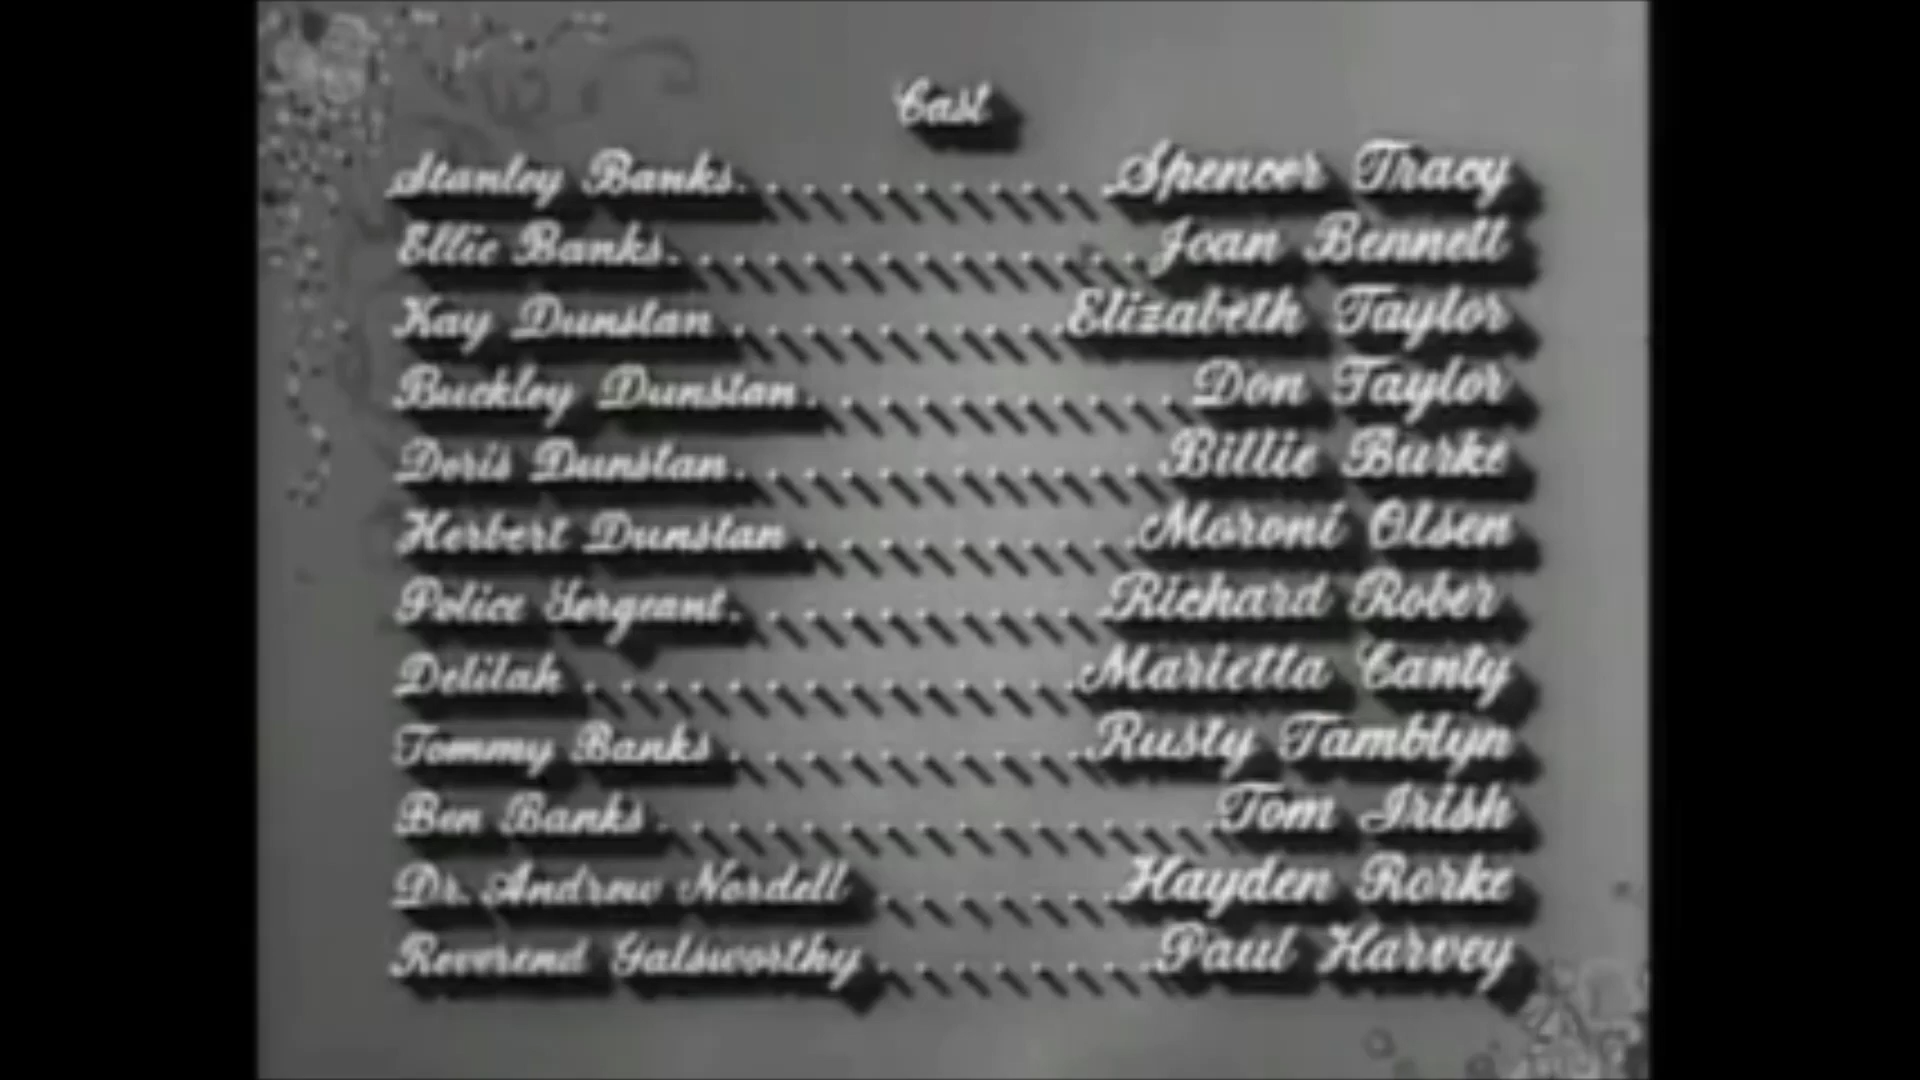 Cast
Stanley Banks. . . . . . . . . . .Spencer Tracy
Ellie Banks. . . . . . . . . . . . . .Joan Bennett
Kay Dunstan . . . . . . . . . .Elizabeth Taylor
Buckley Dunstan. . . . . . . . . . . Don Taylor
Doris Dunstan. . . . . . . . . . . . .Billie Burke
Herbert Dunstan . . . . . . . . . .Moroni Olsen
Police Sergeant. . . . . . . . . . .Richard Rober
Delilah . . . . . . . . . . . . . . .Marietta Canty
Tommy Banks . . . . . . . . . . .Rusty Tamblyn
Ben Banks. . . . . . . . . . . . . . . .Tom Irish
Dr. Andrew Nordell . . . . . . .Hayden Rorke
Reverend Galsworthy . . . . . . . .Paul Harvey